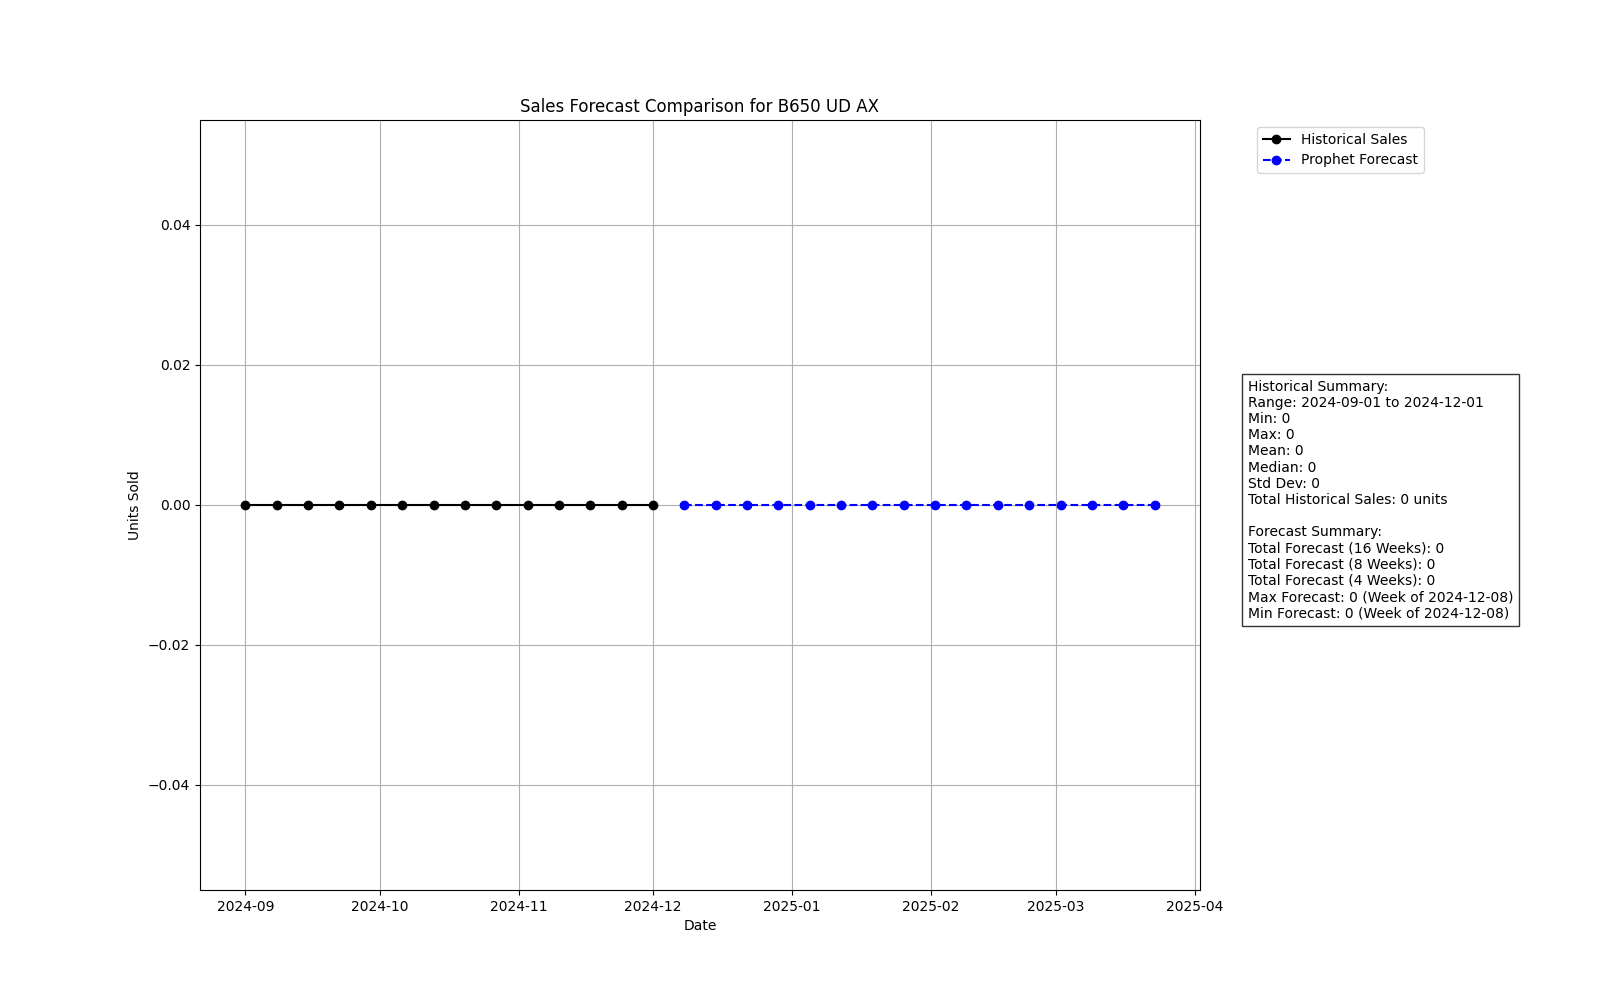 Sales Forecast Comparison for B650 UD AX
Historical Sales
Prophet Forecast
0.04
0.02
0.00
−0.02
−0.04
Units Sold
2024-09
2024-10
2024-11
2024-12
2025-01
2025-02
2025-03
2025-04
Date
Historical Summary:
Range: 2024-09-01 to 2024-12-01
Min: 0
Max: 0
Mean: 0
Median: 0
Std Dev: 0
Total Historical Sales: 0 units
Forecast Summary:
Total Forecast (16 Weeks): 0
Total Forecast (8 Weeks): 0
Total Forecast (4 Weeks): 0
Max Forecast: 0 (Week of 2024-12-08)
Min Forecast: 0 (Week of 2024-12-08)